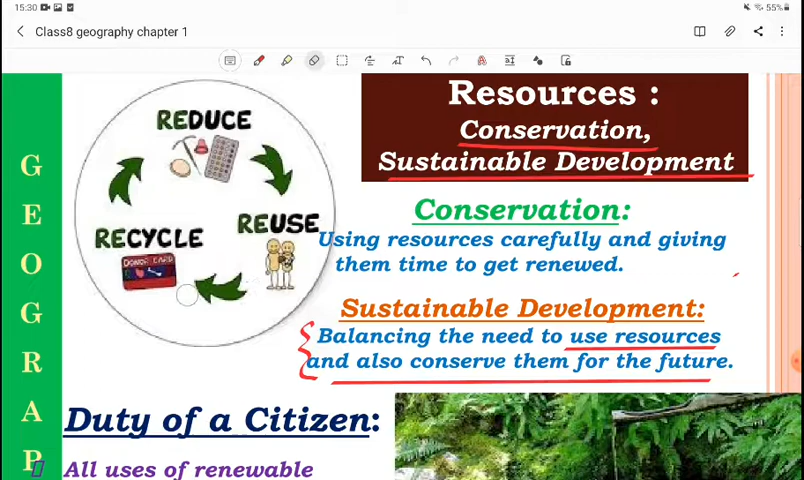 15:30
55%
Class8 geography chapter 1
G
E
O
G
R
A
P
REDUCE
REUSE
RECYCLE
DONOR CARD
Resources :
Conservation,
Sustainable Development
Conservation:
Using resources carefully and giving
them time to get renewed.
Sustainable Development:
Balancing the need to use resources
and also conserve them for the future.
Duty of a Citizen:
All uses of renewable